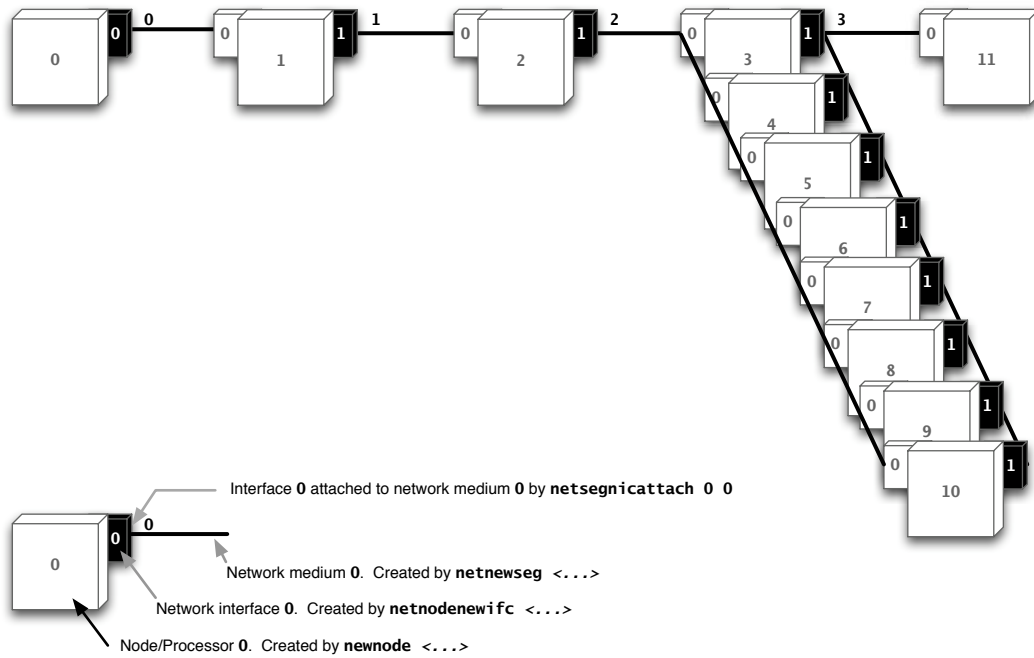 0 1 2 3
0 0 0 1 0 1 0 1 0
0 1 2 3 11
0 1
4
0 1
5
0 1
6
0 1
7
0 1
8
0 1
9
0 1
10
Interface 0 attached to network medium 0 by netsegnicattach 0 0
0
0 0
Network medium 0. Created by netnewseg <...>
Network interface 0. Created by netnodenewifc <...>
Node/Processor 0. Created by newnode <...>